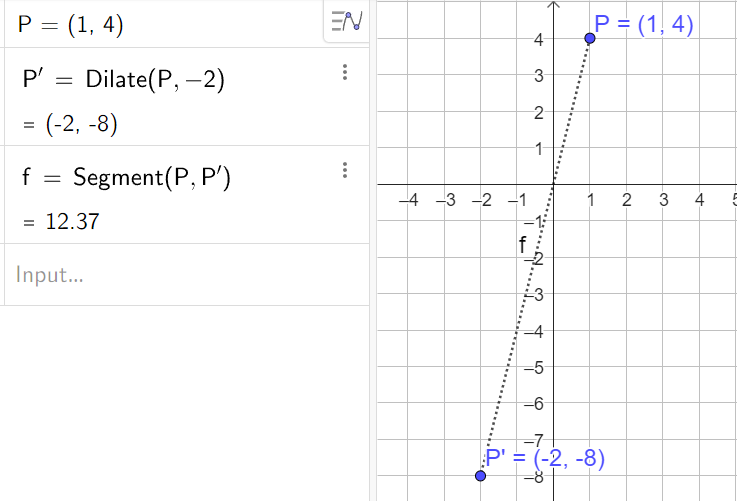 P = (1, 4)
P′ = Dilate(P, −2)
= (-2, -8)
f = Segment(P, P′)
= 12.37
Input...
P = (1, 4)
4
3
2
1
–4 –3 –2 –1 1 2 3 4 5
–1
f
–2
–3
–4
–5
–6
–7
P' = (-2, -8)
–8